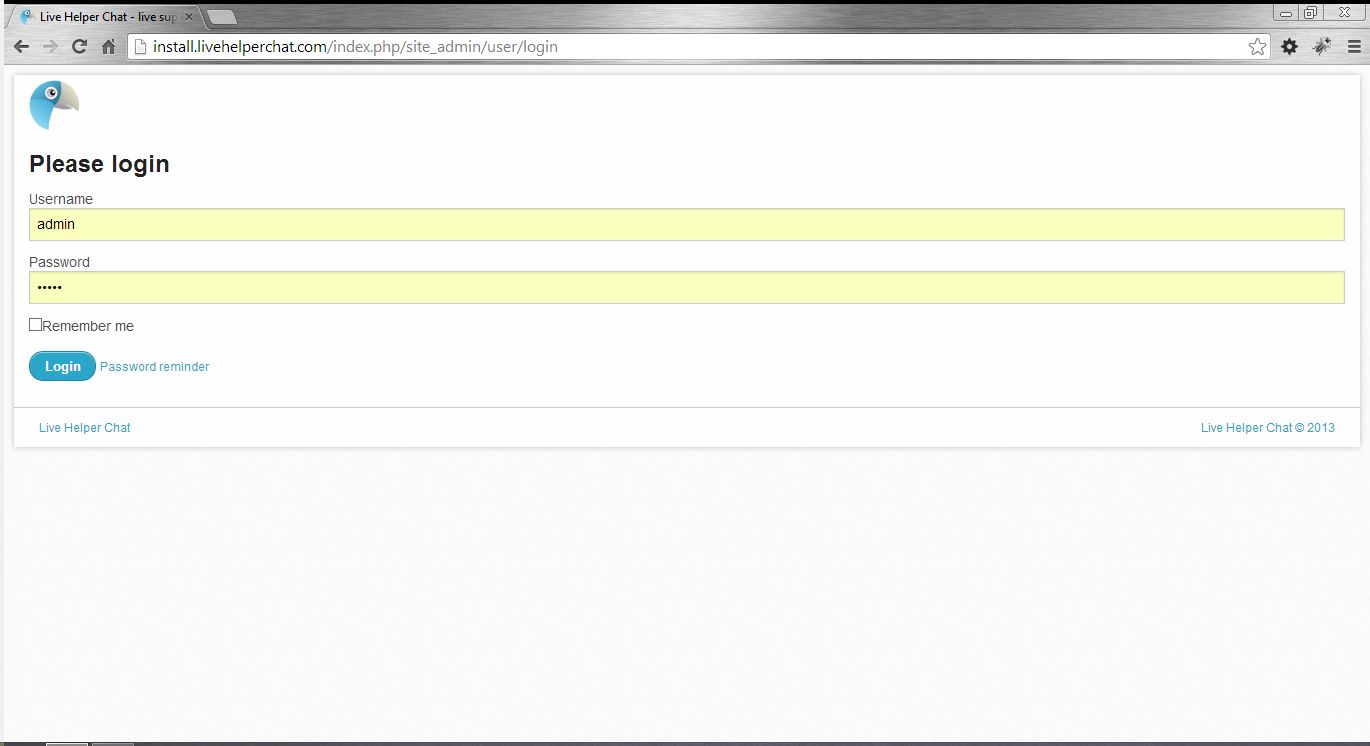 Live Helper Chat - live sup
install.livehelperchat.com/index.php/site_admin/user/login
Please login
Username
admin
Password
•••••
Remember me
Login Password reminder
Live Helper Chat Live Helper Chat © 2013